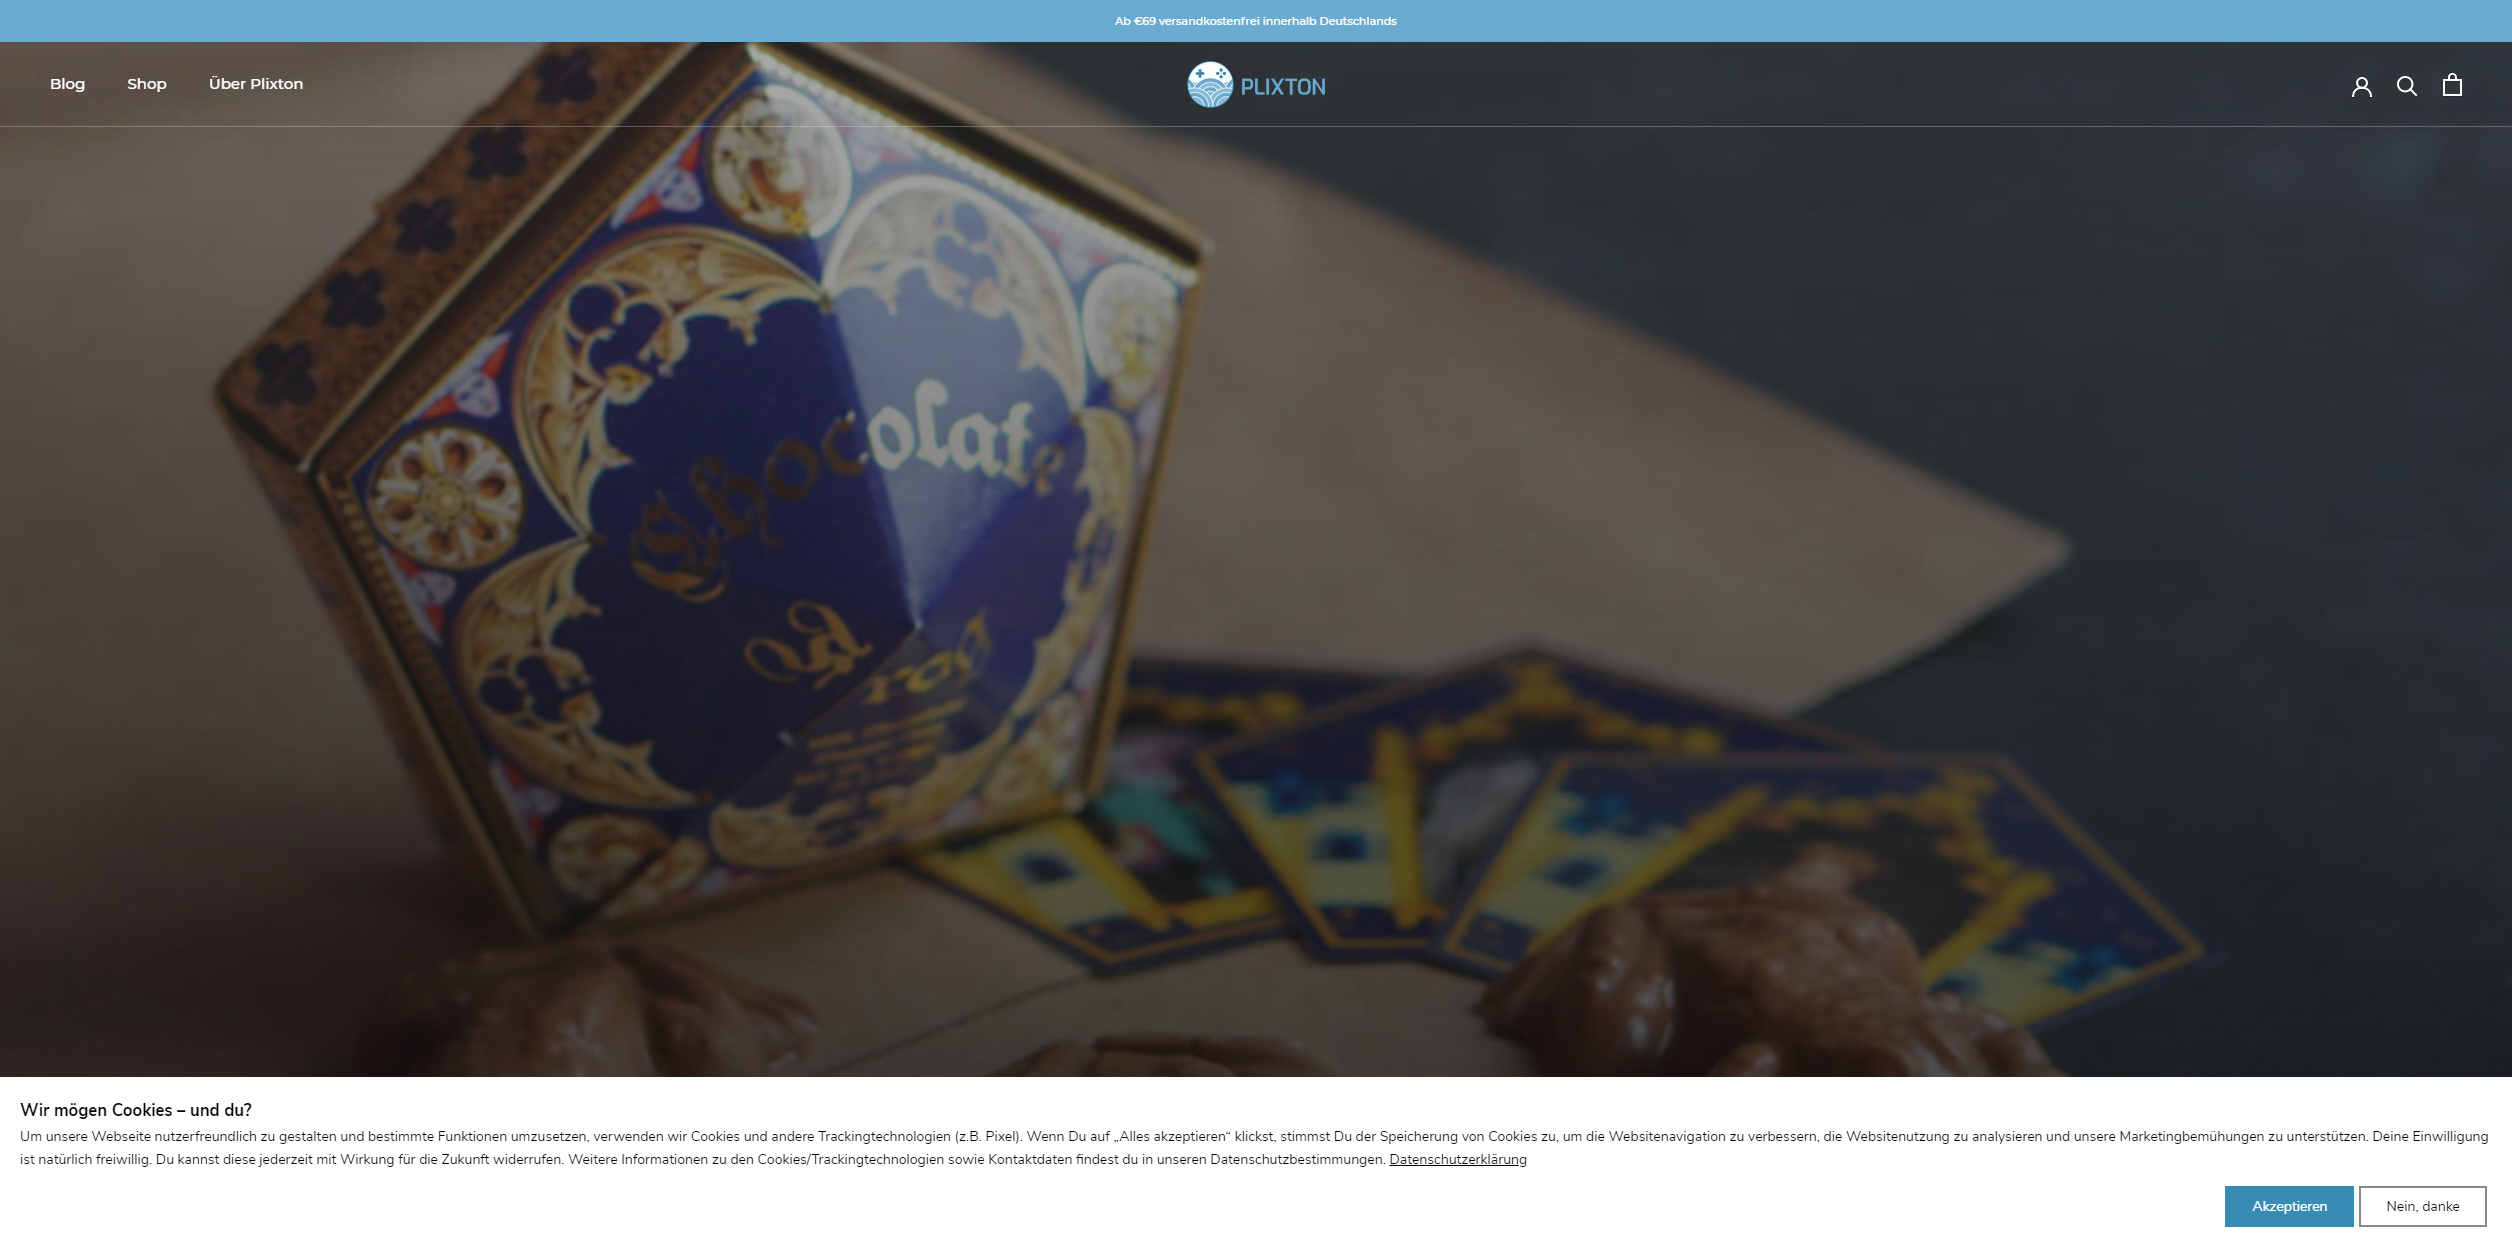 Ab €69 versandkostenfrei innerhalb Deutschlands
Blog
Shop
Über Plixton
PLIXTON
Chocolate
Frog
Wir mögen Cookies – und du?
Um unsere Webseite nutzerfreundlich zu gestalten und bestimmte Funktionen umzusetzen, verwenden wir Cookies und andere Trackingtechnologien (z.B. Pixel). Wenn Du auf „Alles akzeptieren“ klickst, stimmst Du der Speicherung von Cookies zu, um die Websitenavigation zu verbessern, die Websitenutzung zu analysieren und unsere Marketingbemühungen zu unterstützen. Deine Einwilligung
ist natürlich freiwillig. Du kannst diese jederzeit mit Wirkung für die Zukunft widerrufen. Weitere Informationen zu den Cookies/Trackingtechnologien sowie Kontaktdaten findest du in unseren Datenschutzbestimmungen. Datenschutzerklärung
Akzeptieren
Nein, danke